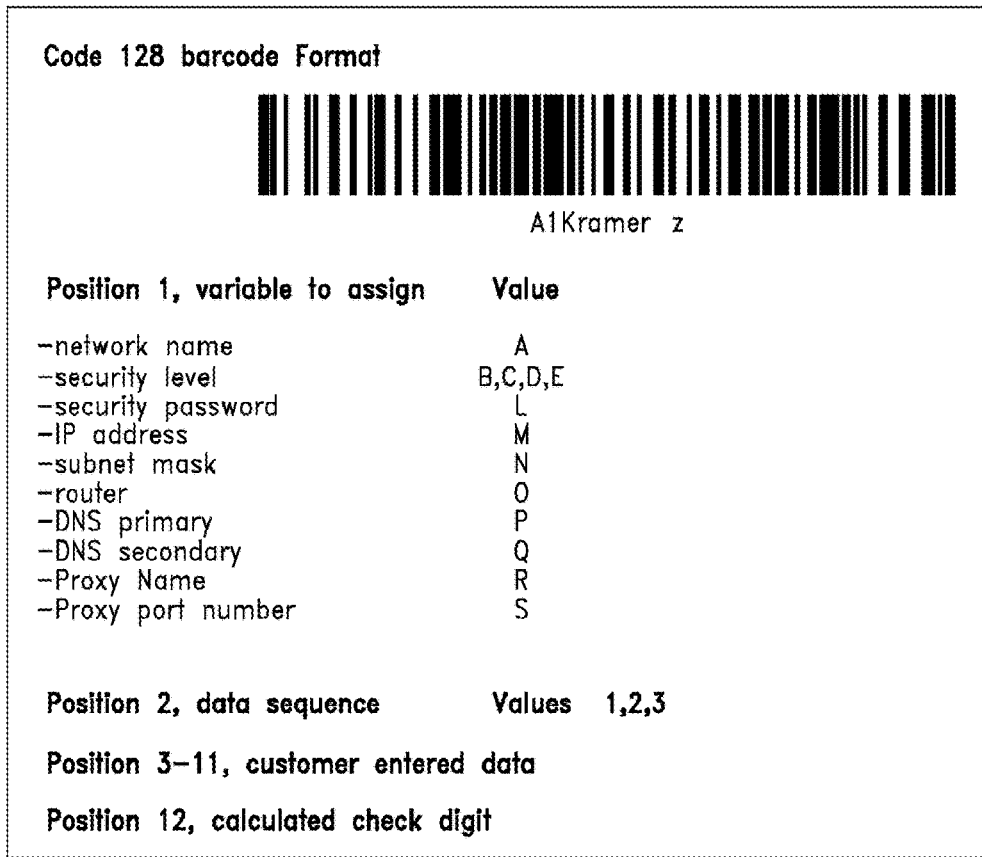 Code 128 barcode Format
A1Kramer z
Position 1, variable to assign Value
-network name A
-security level B,C,D,E
-security password L
-IP address M
-subnet mask N
-router O
-DNS primary P
-DNS secondary Q
-Proxy Name R
-Proxy port number S
Position 2, data sequence Values 1,2,3
Position 3-11, customer entered data
Position 12, calculated check digit